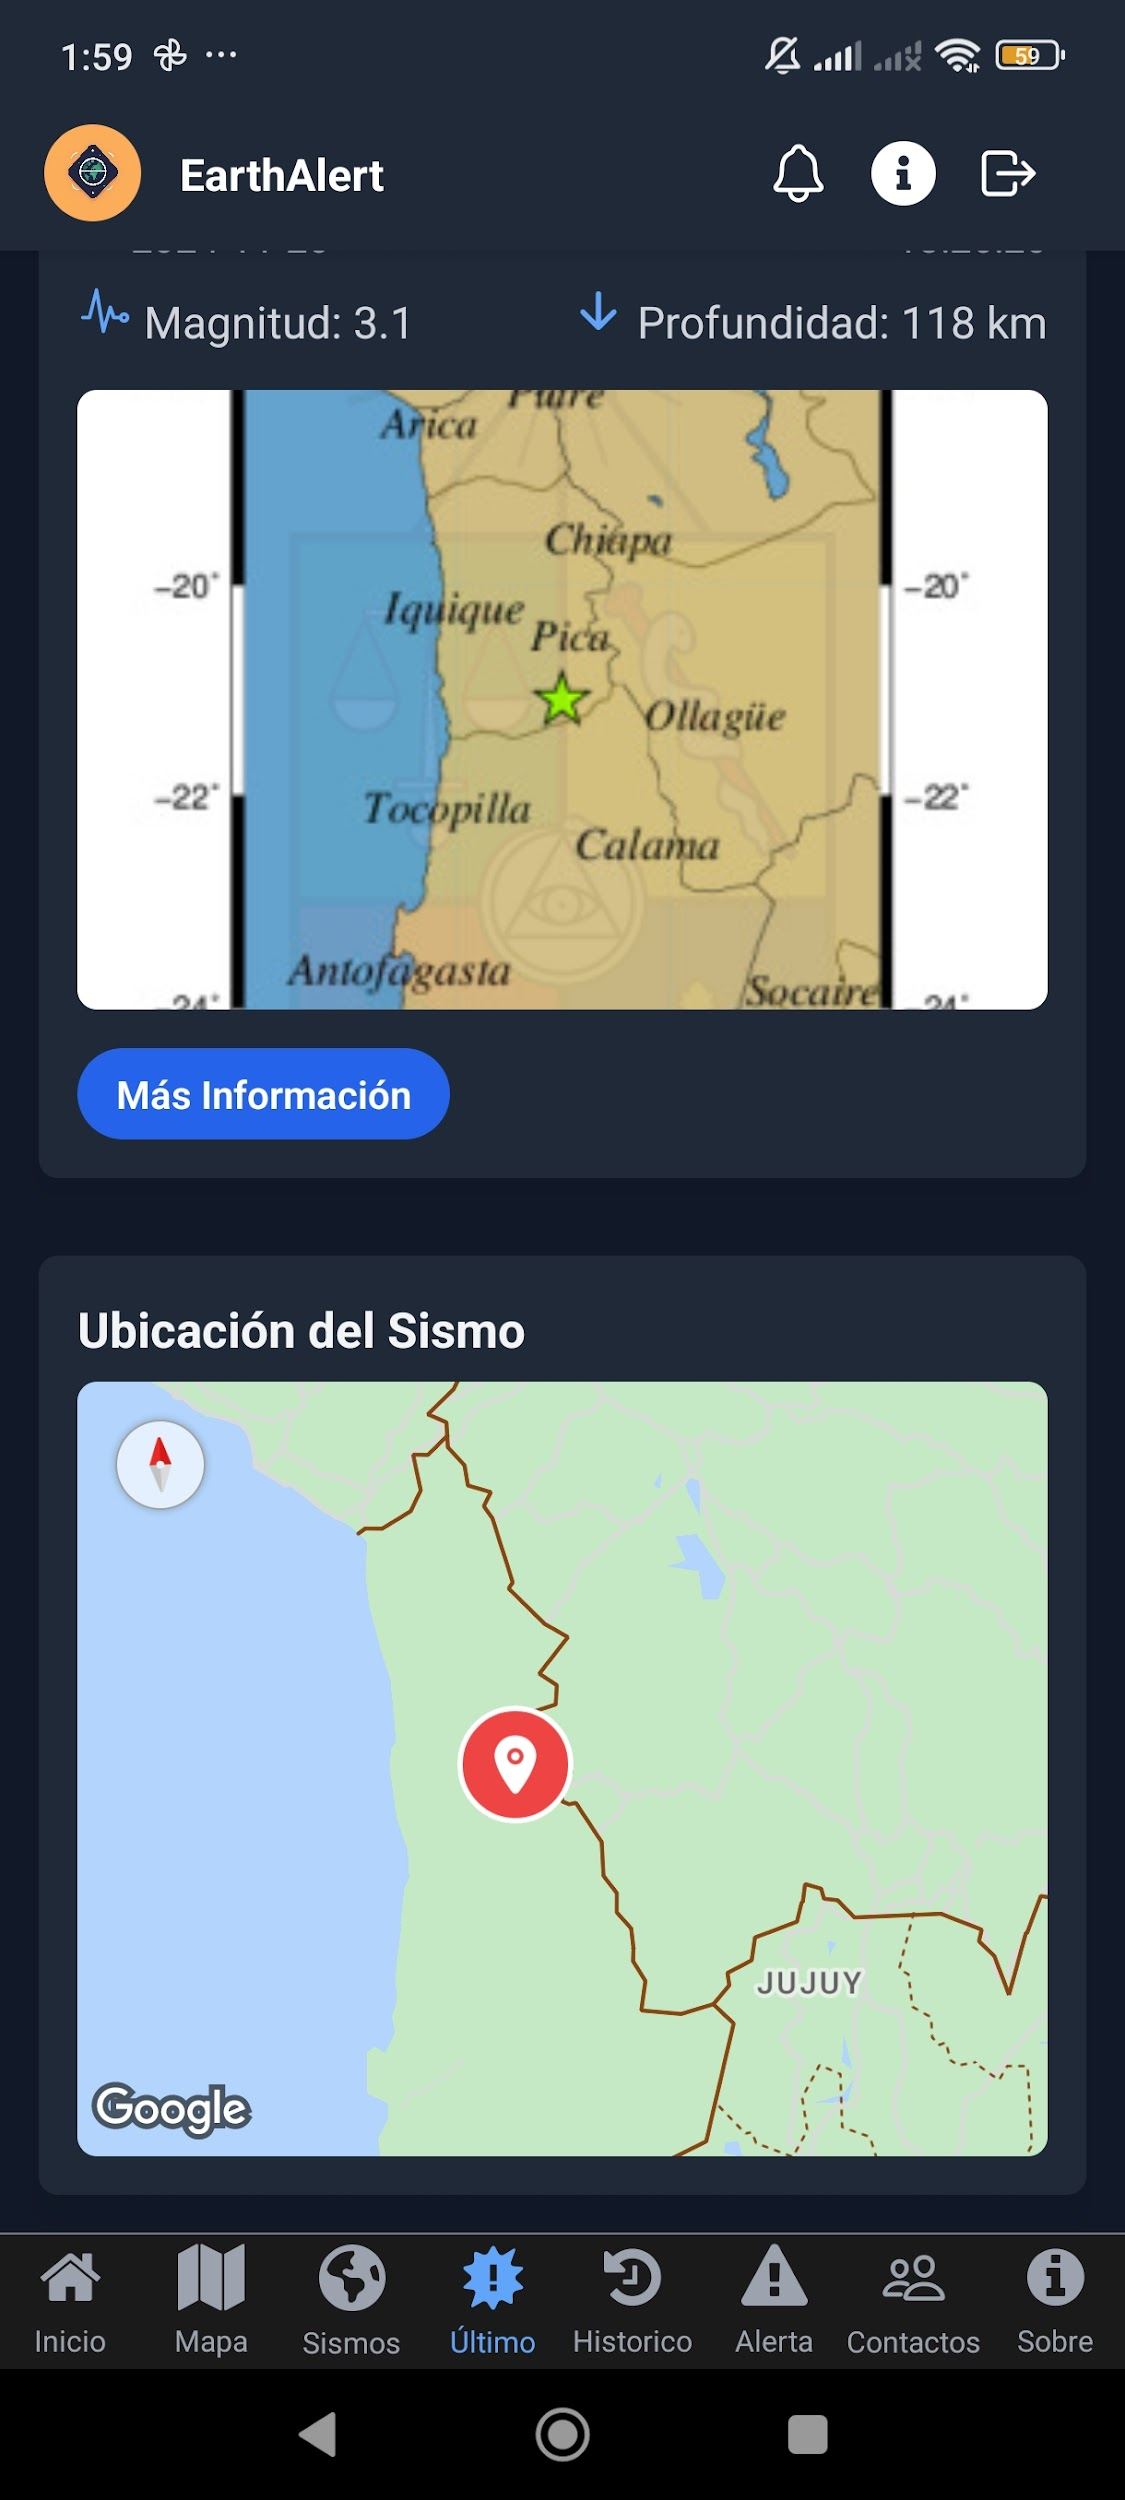 1:59
59
EarthAlert
Magnitud: 3.1
Profundidad: 118 km
Arica
Chiapa
-20° -20°
Iquique
Pica
Ollagüe
-22° -22°
Tocopilla
Calama
Antofagasta
Socaire
Más Información
Ubicación del Sismo
JUJUY
Google
Inicio Mapa Sismos Último Historico Alerta Contactos Sobre